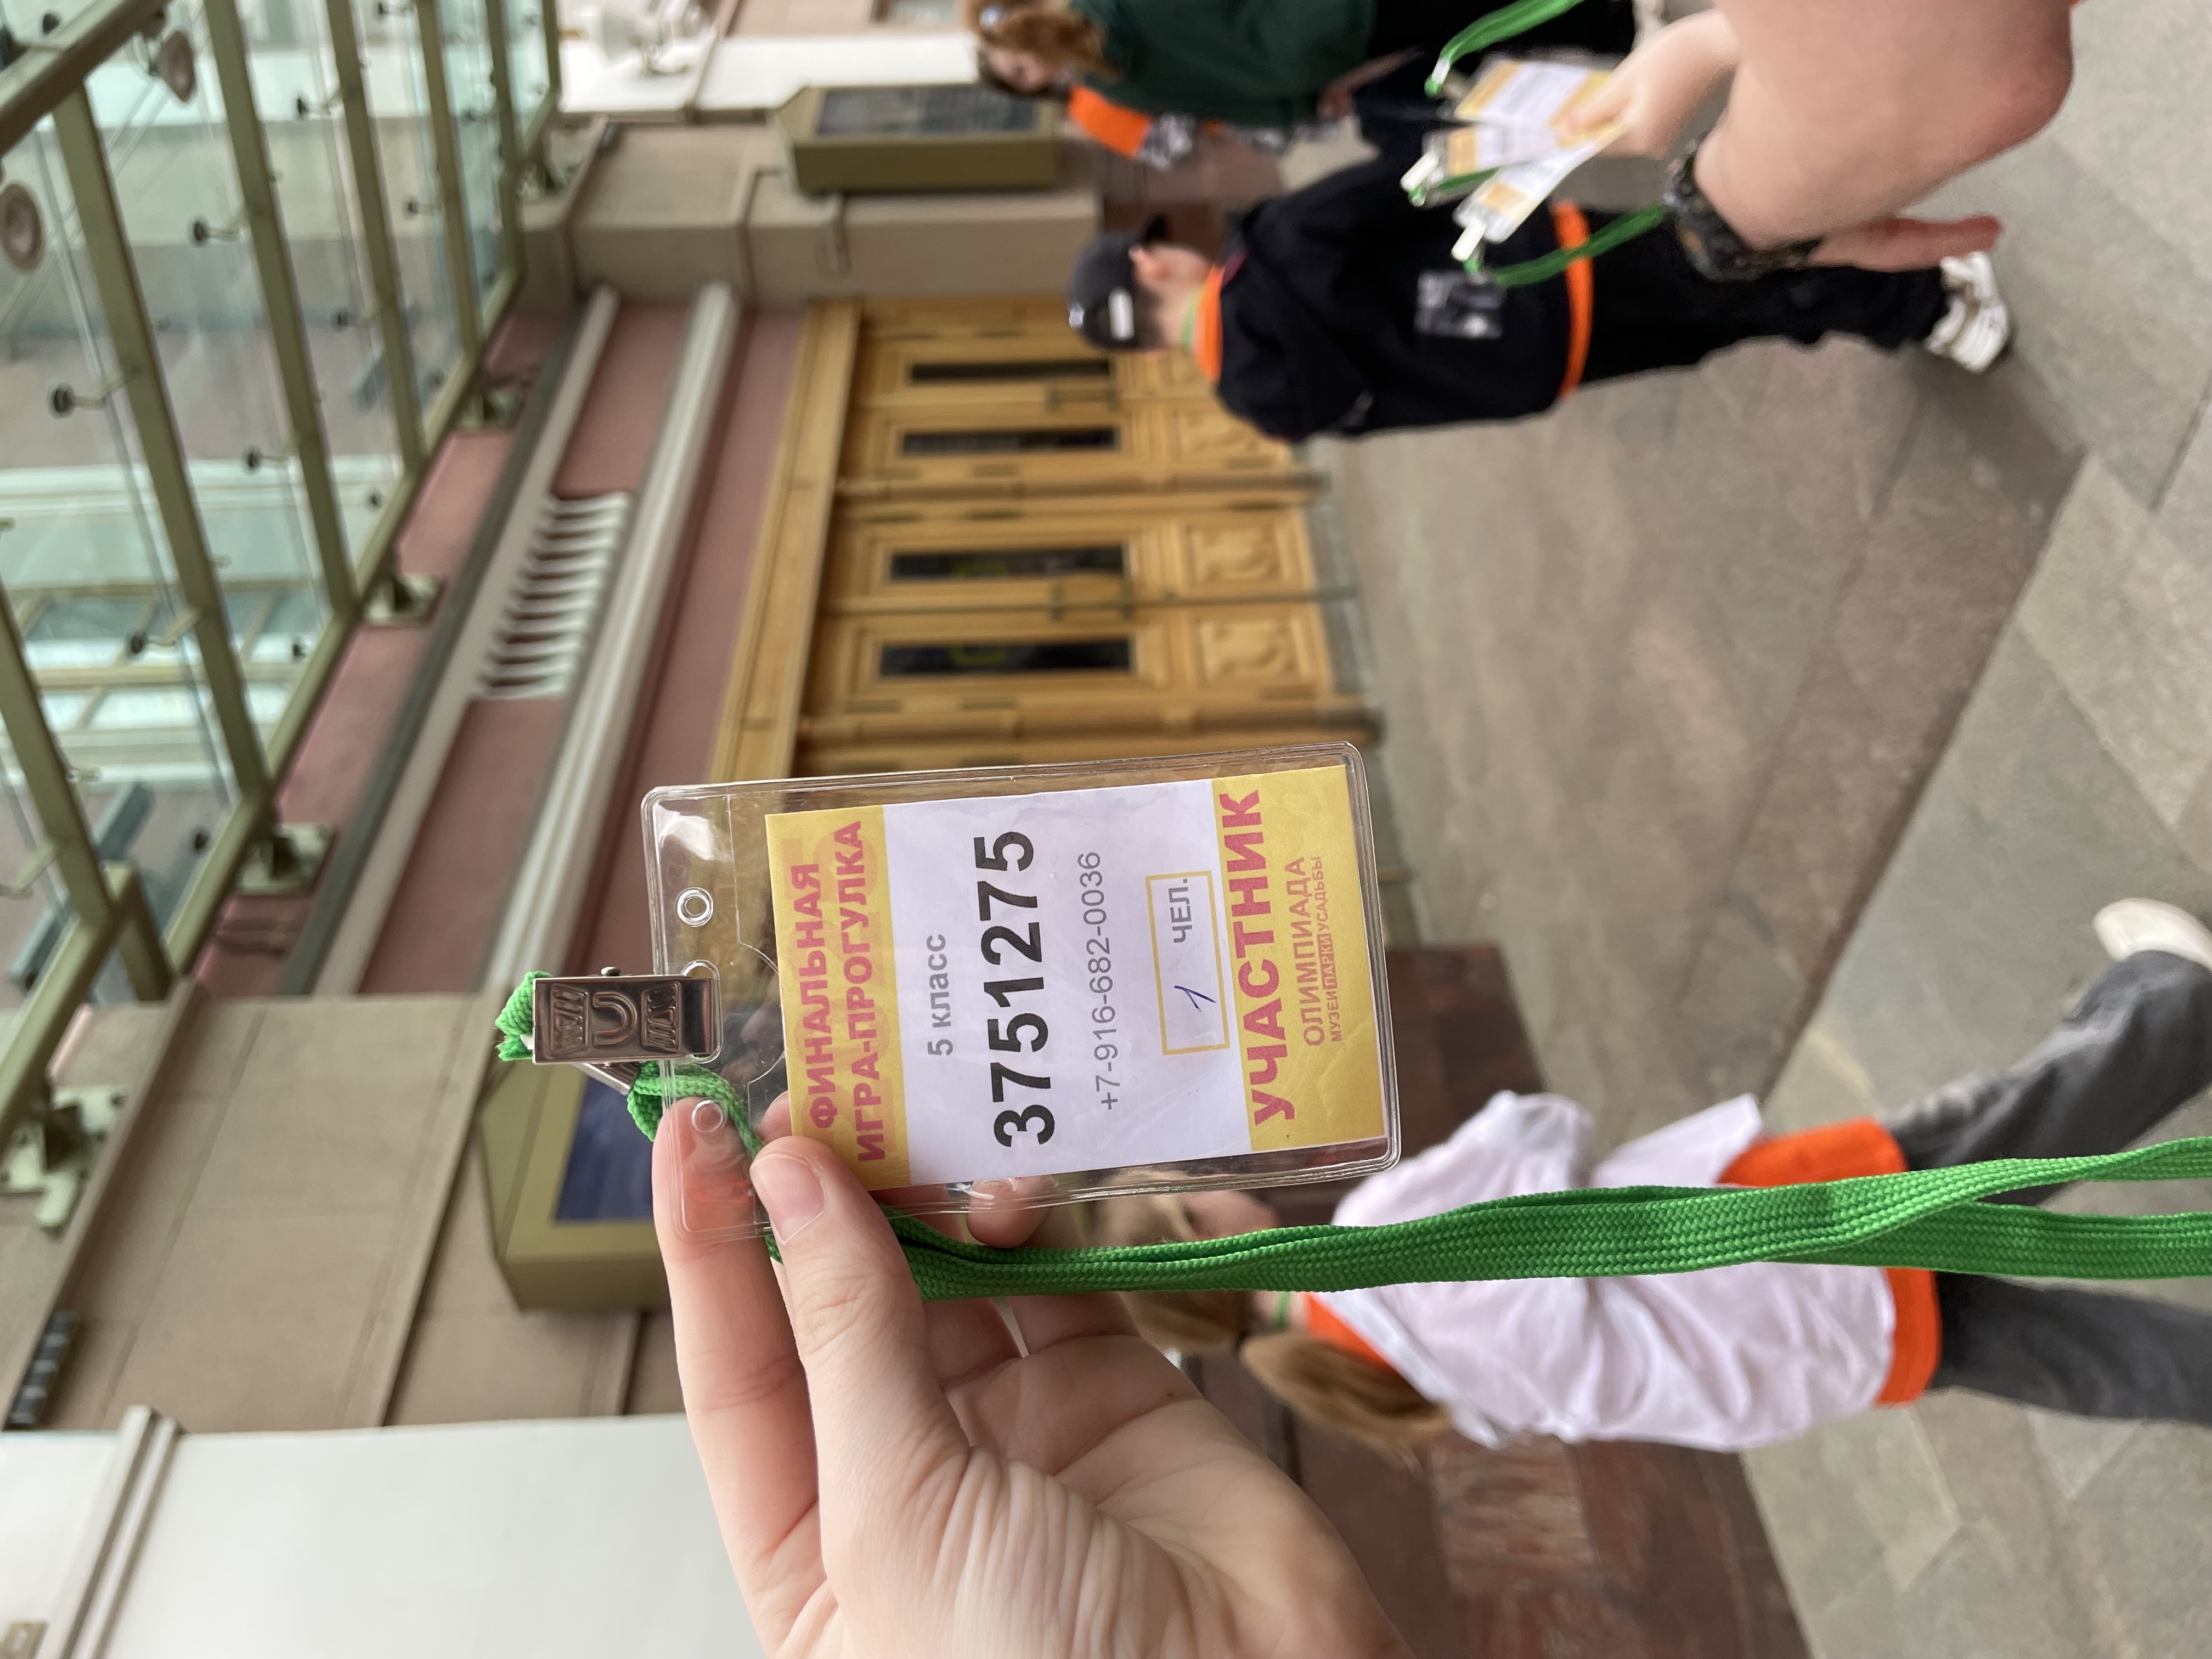 ФИНАЛЬНАЯ
ИГРА-ПРОГУЛКА
5 класс
3751275
+7-916-682-0036
1 ЧЕЛ.
УЧАСТНИК
ОЛИМПИАДА
МУЗЕИ ПАРКИ УСАДЬБЫ